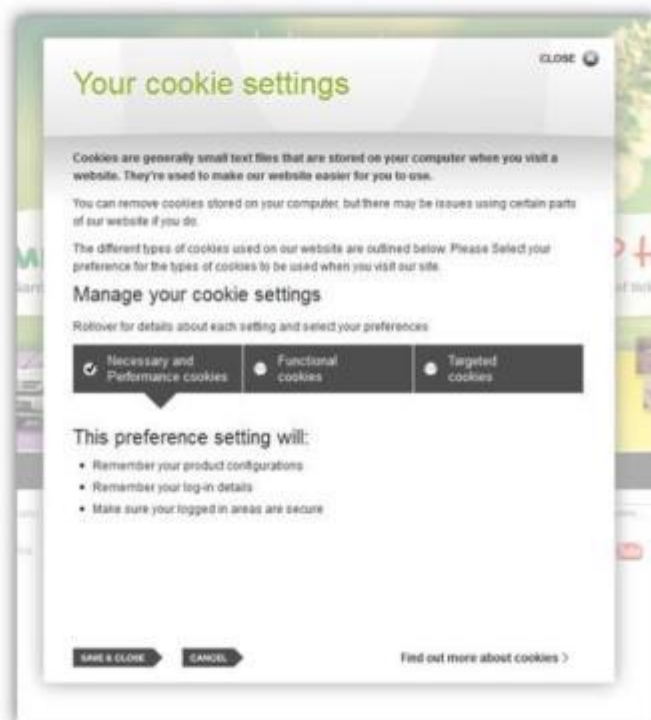 CLOSE
Your cookie settings
Cookies are generally small text files that are stored on your computer when you visit a
website. They're used to make our website easier for you to use.
You can remove cookies stored on your computer, but there may be issues using certain parts
of our website if you do.
The different types of cookies used on our website are outlined below. Please Select your
preference for the types of cookies to be used when you visit our site.
Manage your cookie settings
Rollover for details about each setting and select your preferences
Necessary and
Performance cookies
Functional
cookies
Targeted
cookies
This preference setting will:
Remember your product configurations
Remember your log-in details
Make sure your logged in areas are secure
SAVE & CLOSE
CANCEL
Find out more about cookies >